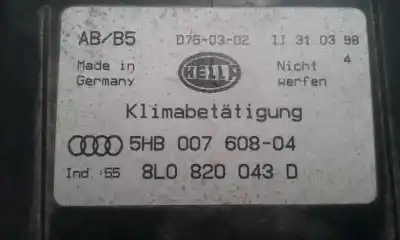 AB/B5 D75-03-02 11 31 03 98
Made in Germany HELLA Nicht werfen 4
Klimabetätigung
5HB 007 608-04
Ind :55 8L0 820 043 D